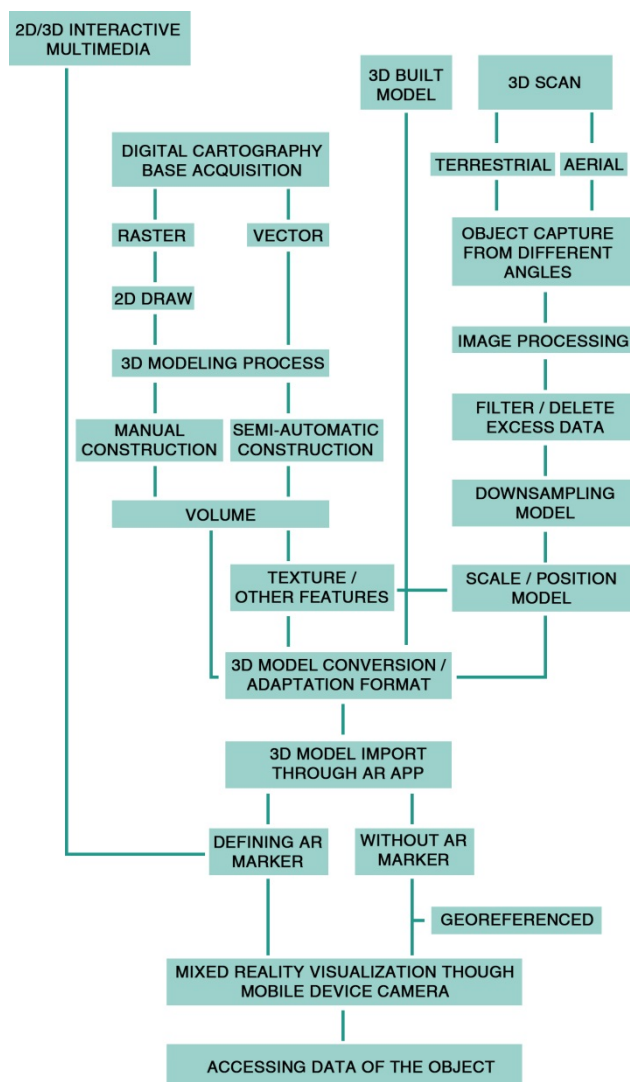 2D/3D INTERACTIVE
MULTIMEDIA
3D BUILT
MODEL
3D SCAN
DIGITAL CARTOGRAPHY
BASE ACQUISITION
TERRESTRIAL
AERIAL
RASTER
VECTOR
OBJECT CAPTURE
FROM DIFFERENT
ANGLES
2D DRAW
IMAGE PROCESSING
3D MODELING PROCESS
FILTER / DELETE
EXCESS DATA
MANUAL
CONSTRUCTION
SEMI-AUTOMATIC
CONSTRUCTION
DOWNSAMPLING
MODEL
VOLUME
TEXTURE /
OTHER FEATURES
SCALE / POSITION
MODEL
3D MODEL CONVERSION /
ADAPTATION FORMAT
3D MODEL IMPORT
THROUGH AR APP
DEFINING AR
MARKER
WITHOUT AR
MARKER
GEOREFERENCED
MIXED REALITY VISUALIZATION THOUGH
MOBILE DEVICE CAMERA
ACCESSING DATA OF THE OBJECT